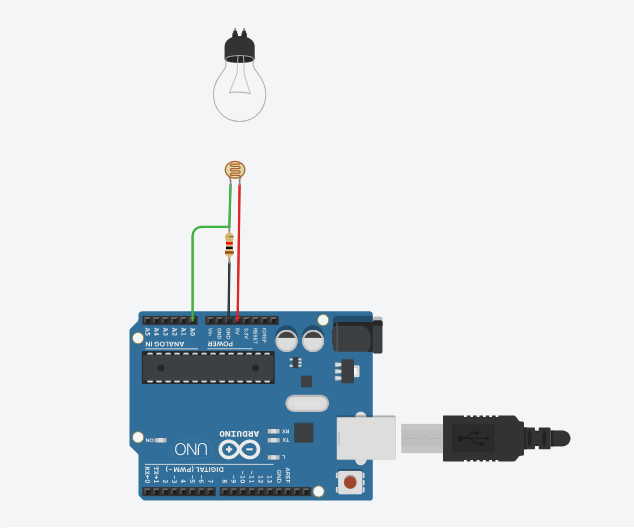 A5
A4
A3
A2
A1
A0
Vin
GND
GND
5V
3.3V
RESET
IOREF
ANALOG IN
POWER
RX
TX
ON
UNO
ARDUINO
L
DIGITAL (PWM~)
RX←0
TX→1
2
~3
4
~5
~6
7
8
~9
~10
~11
12
13
GND
AREF